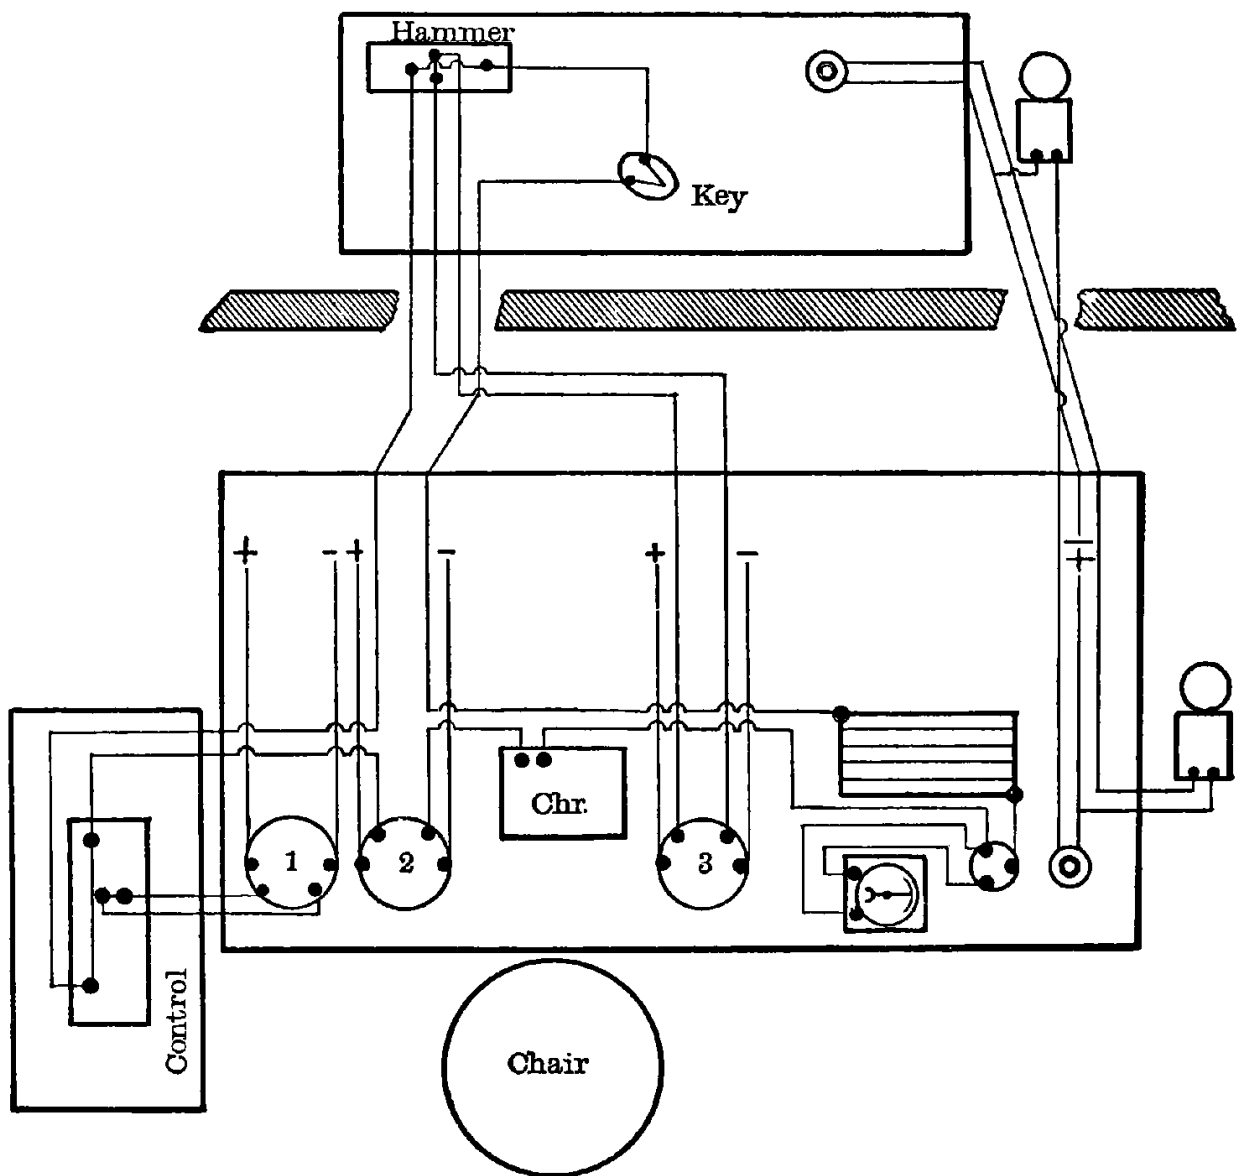 Hammer
Key
+ - + - + - - +
1 2 3
Chr.
Control
Chair